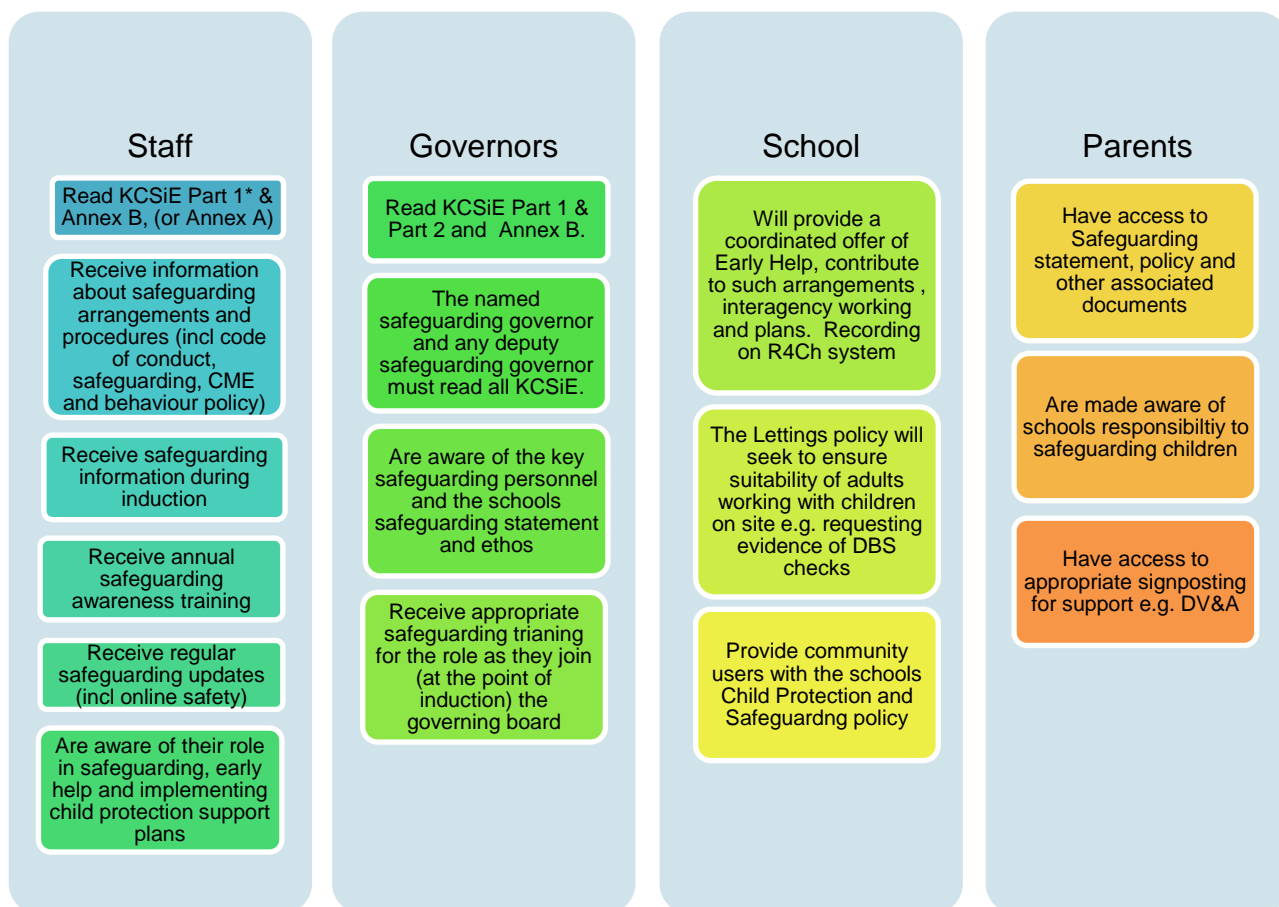 Staff
Read KCSiE Part 1* &
Annex B, (or Annex A)
Receive information
about safeguarding
arrangements and
procedures (incl code
of conduct,
safeguarding, CME
and behaviour policy)
Receive safeguarding
information during
induction
Receive annual
safeguarding
awareness training
Receive regular
safeguarding updates
(incl online safety)
Are aware of their role
in safeguarding, early
help and implementing
child protection support
plans
Governors
Read KCSiE Part 1 &
Part 2 and Annex B.
The named
safeguarding governor
and any deputy
safeguarding governor
must read all KCSiE.
Are aware of the key
safeguarding personnel
and the schools
safeguarding statement
and ethos
Receive appropriate
safeguarding trianing
for the role as they join
(at the point of
induction) the
governing board
School
Will provide a
coordinated offer of
Early Help, contribute
to such arrangements ,
interagency working
and plans. Recording
on R4Ch system
The Lettings policy will
seek to ensure
suitability of adults
working with children
on site e.g. requesting
evidence of DBS
checks
Provide community
users with the schools
Child Protection and
Safeguardng policy
Parents
Have access to
Safeguarding
statement, policy and
other associated
documents
Are made aware of
schools responsibiltiy to
safeguarding children
Have access to
appropriate signposting
for support e.g. DV&A